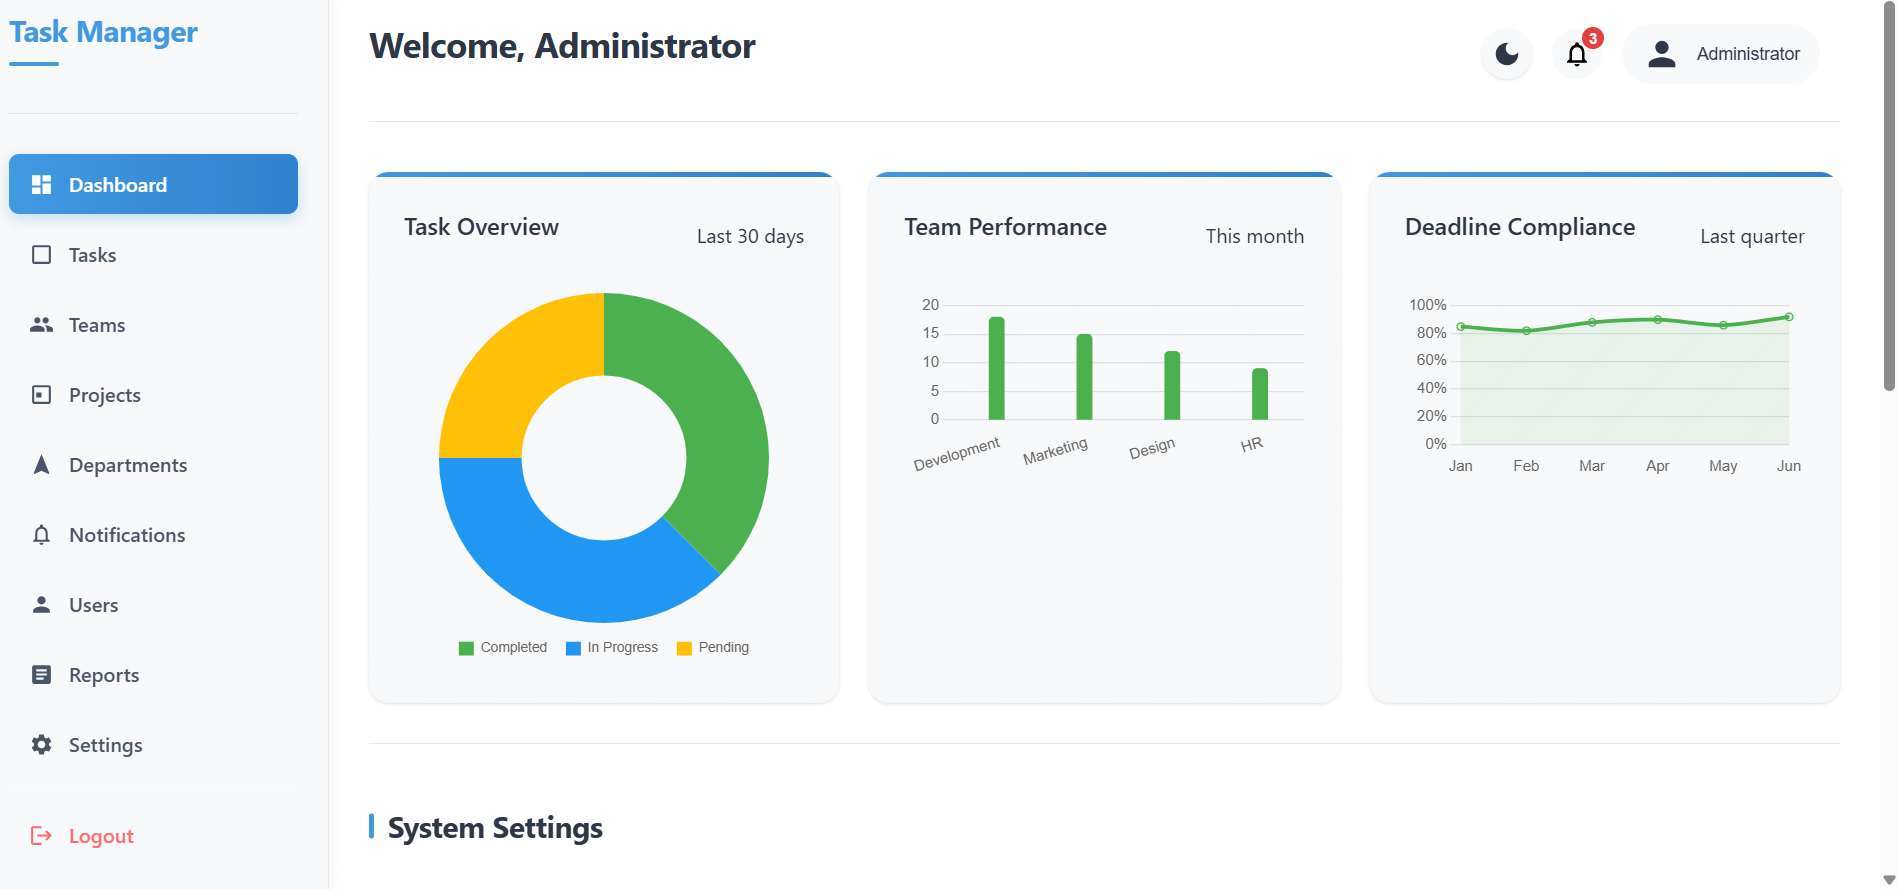 Task Manager
Dashboard
Tasks
Teams
Projects
Departments
Notifications
Users
Reports
Settings
Logout
Welcome, Administrator
3
Administrator
Task Overview
Last 30 days
Completed
In Progress
Pending
Team Performance
This month
20
15
10
5
0
Development
Marketing
Design
HR
Deadline Compliance
Last quarter
100%
80%
60%
40%
20%
0%
Jan
Feb
Mar
Apr
May
Jun
System Settings